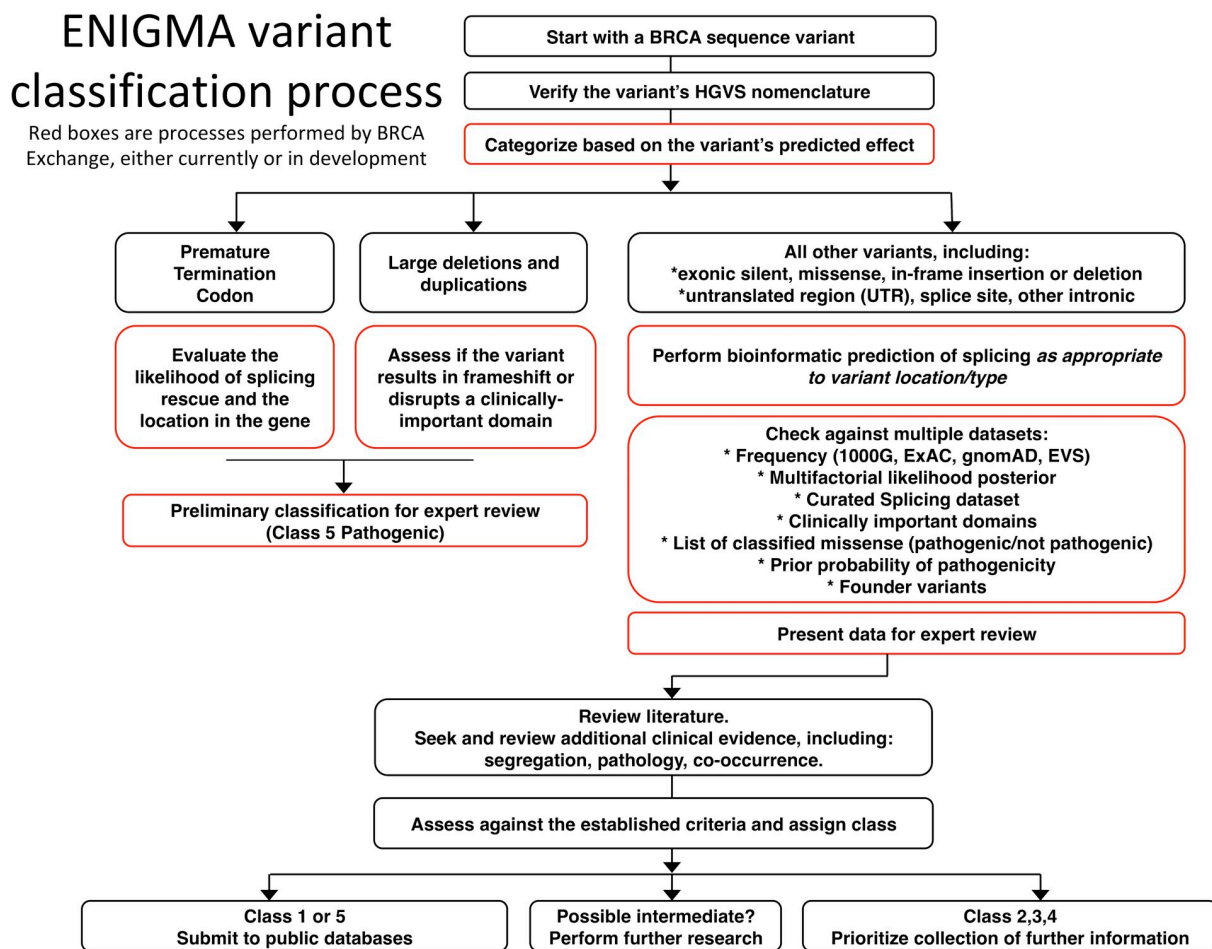 ENIGMA variant
classification process
Red boxes are processes performed by BRCA
Exchange, either currently or in development
Start with a BRCA sequence variant
Verify the variant's HGVS nomenclature
Categorize based on the variant's predicted effect
Premature
Termination
Codon
Large deletions and
duplications
All other variants, including:
*exonic silent, missense, in-frame insertion or deletion
*untranslated region (UTR), splice site, other intronic
Evaluate the
likelihood of splicing
rescue and the
location in the gene
Assess if the variant
results in frameshift or
disrupts a clinically-
important domain
Perform bioinformatic prediction of splicing as appropriate
to variant location/type
Check against multiple datasets:
* Frequency (1000G, ExAC, gnomAD, EVS)
* Multifactorial likelihood posterior
* Curated Splicing dataset
* Clinically important domains
* List of classified missense (pathogenic/not pathogenic)
* Prior probability of pathogenicity
* Founder variants
Preliminary classification for expert review
(Class 5 Pathogenic)
Present data for expert review
Review literature.
Seek and review additional clinical evidence, including:
segregation, pathology, co-occurrence.
Assess against the established criteria and assign class
Class 1 or 5
Submit to public databases
Possible intermediate?
Perform further research
Class 2,3,4
Prioritize collection of further information